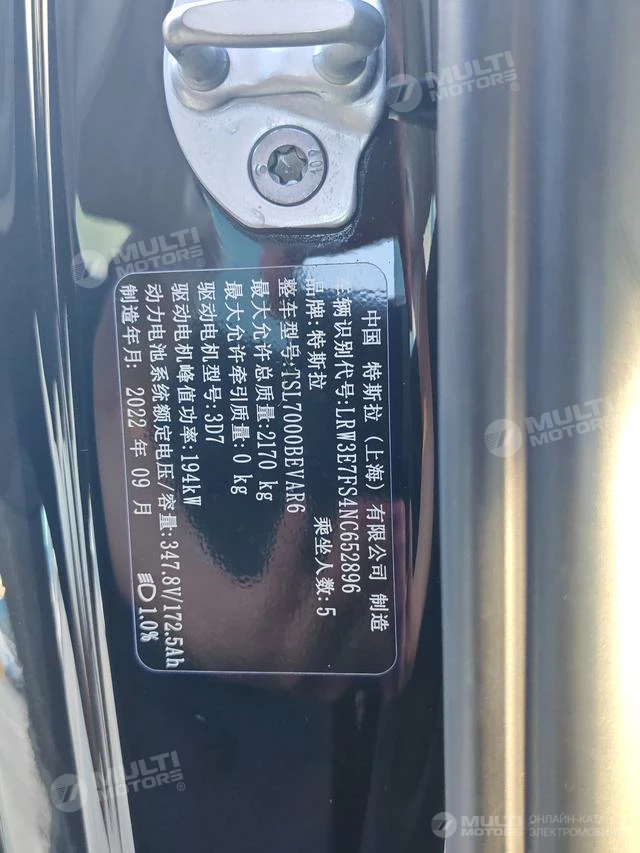 中国 特斯拉（上海）有限公司 制造
车辆识别代号:LRW3E7FS4NC652896
品牌:特斯拉 乘坐人数:5
整车型号:TSL7000BEVAR6
最大允许总质量:2170 kg
最大允许牵引质量:0 kg
驱动电机型号:3D7
驱动电机峰值功率:194kW
动力电池系统额定电压/容量:347.8V/172.5Ah
制造年月: 2022 年 09 月 1.0%
10.9
MULTI MOTORS®
MULTI MOTORS®
MULTI MOTORS®
MULTI MOTORS®
MULTI MOTORS®
ОНЛАЙН-КАТ
ЭЛЕКТРОМОБИ